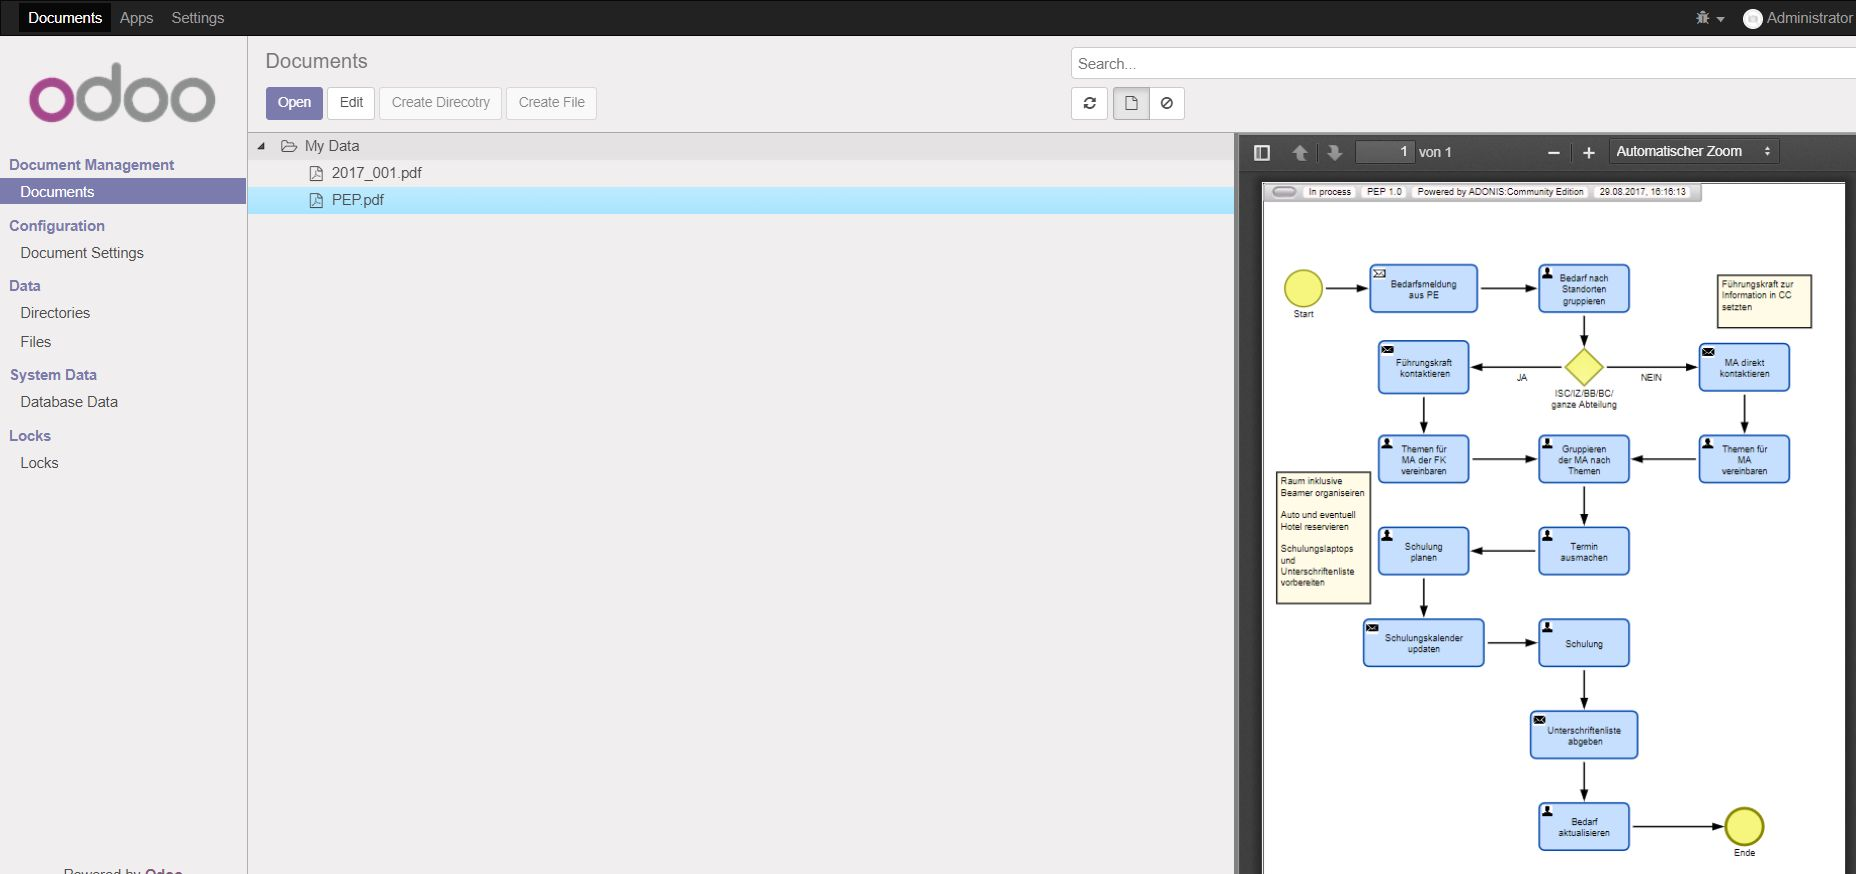 Documents Apps Settings
Administrator
odoo
Documents
Search...
Open Edit Create Direcotry Create File
Document Management
Documents
Configuration
Document Settings
Data
Directories
Files
System Data
Database Data
Locks
Locks
Powered by Odoo
My Data
2017_001.pdf
PEP.pdf
1 von 1
Automatischer Zoom
In process PEP 1.0 Powered by ADONIS:Community Edition 29.08.2017, 16:16:13
Start
Bedarfsmeldung
aus PE
Bedarf nach
Standorten
gruppieren
Führungskraft zur
Information in CC
setzten
Führungskraft
kontaktieren
JA
NEIN
ISC/IZ/BB/BC/
ganze Abteilung
MA direkt
kontaktieren
Themen für
MA der FK
vereinbaren
Gruppieren
der MA nach
Themen
Themen für
MA
vereinbaren
Raum inklusive
Beamer organiseiren
Auto und eventuell
Hotel reservieren
Schulungslaptops
und
Unterschriftenliste
vorbereiten
Schulung
planen
Termin
ausmachen
Schulungskalender
updaten
Schulung
Unterschriftenliste
abgeben
Bedarf
aktualisieren
Ende